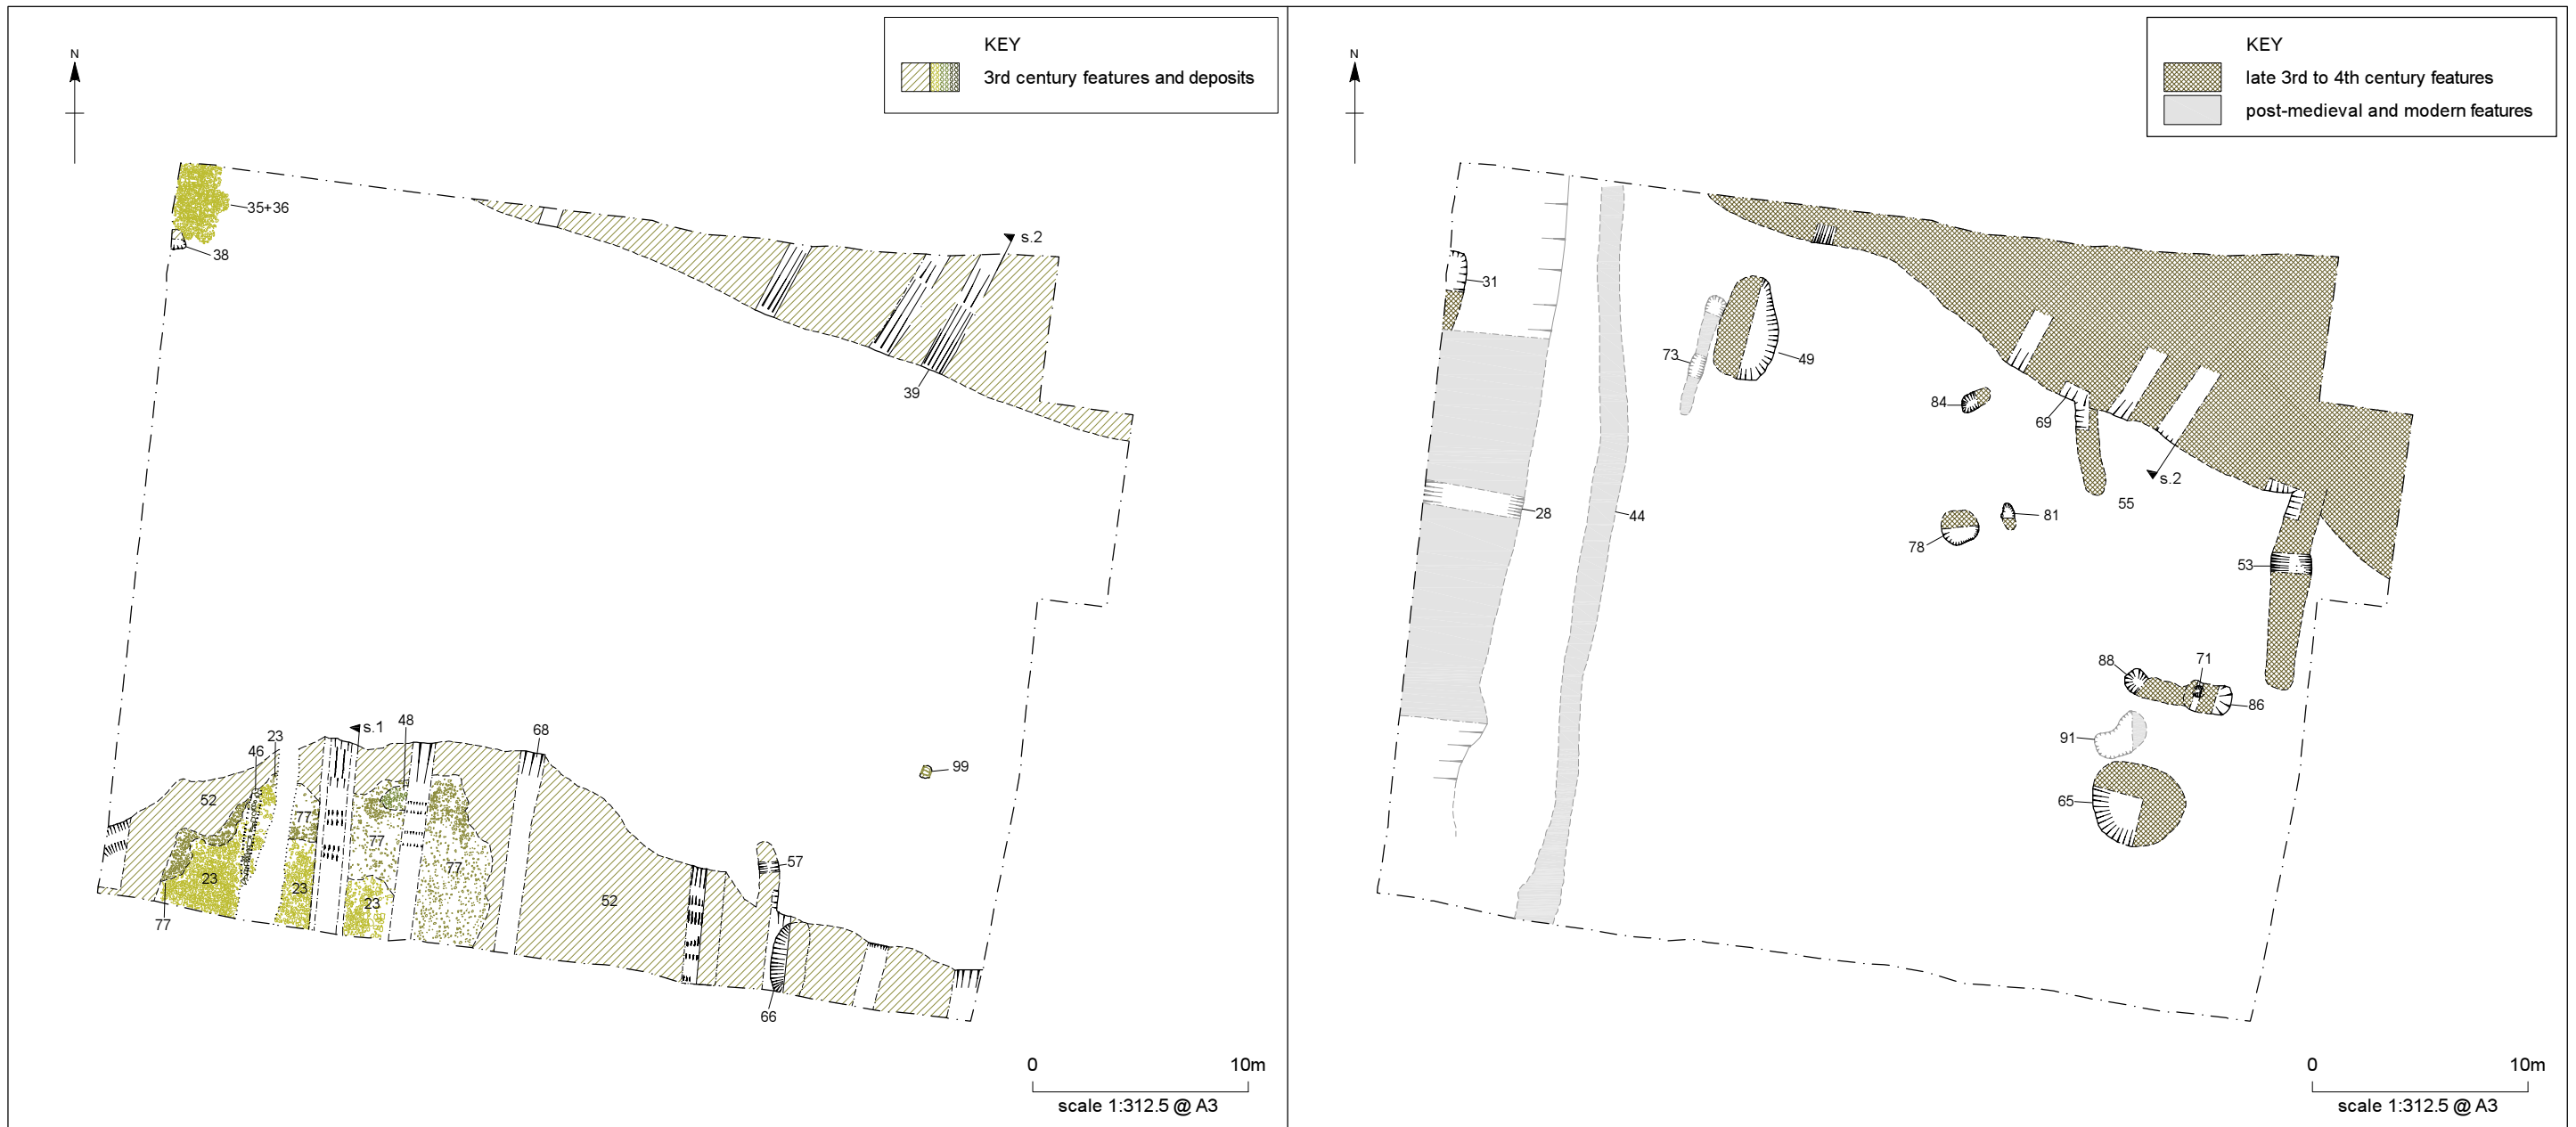 KEY
3rd century features and deposits
N
35+36
38
s.2
39
s.1
48
68
23
46
52
99
77
77
77
57
23
23
23
52
77
66
0 10m
scale 1:312.5 @ A3
KEY
late 3rd to 4th century features
post-medieval and modern features
N
31
73
49
84
69
s.2
55
28
44
81
78
53
88
71
86
91
65
0 10m
scale 1:312.5 @ A3